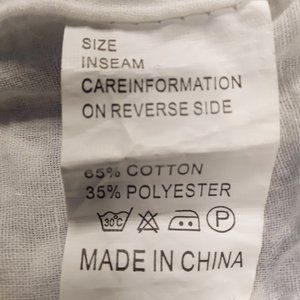 SIZE
INSEAM
CAREINFORMATION
ON REVERSE SIDE
65% COTTON
35% POLYESTER
30°C P
MADE IN CHINA